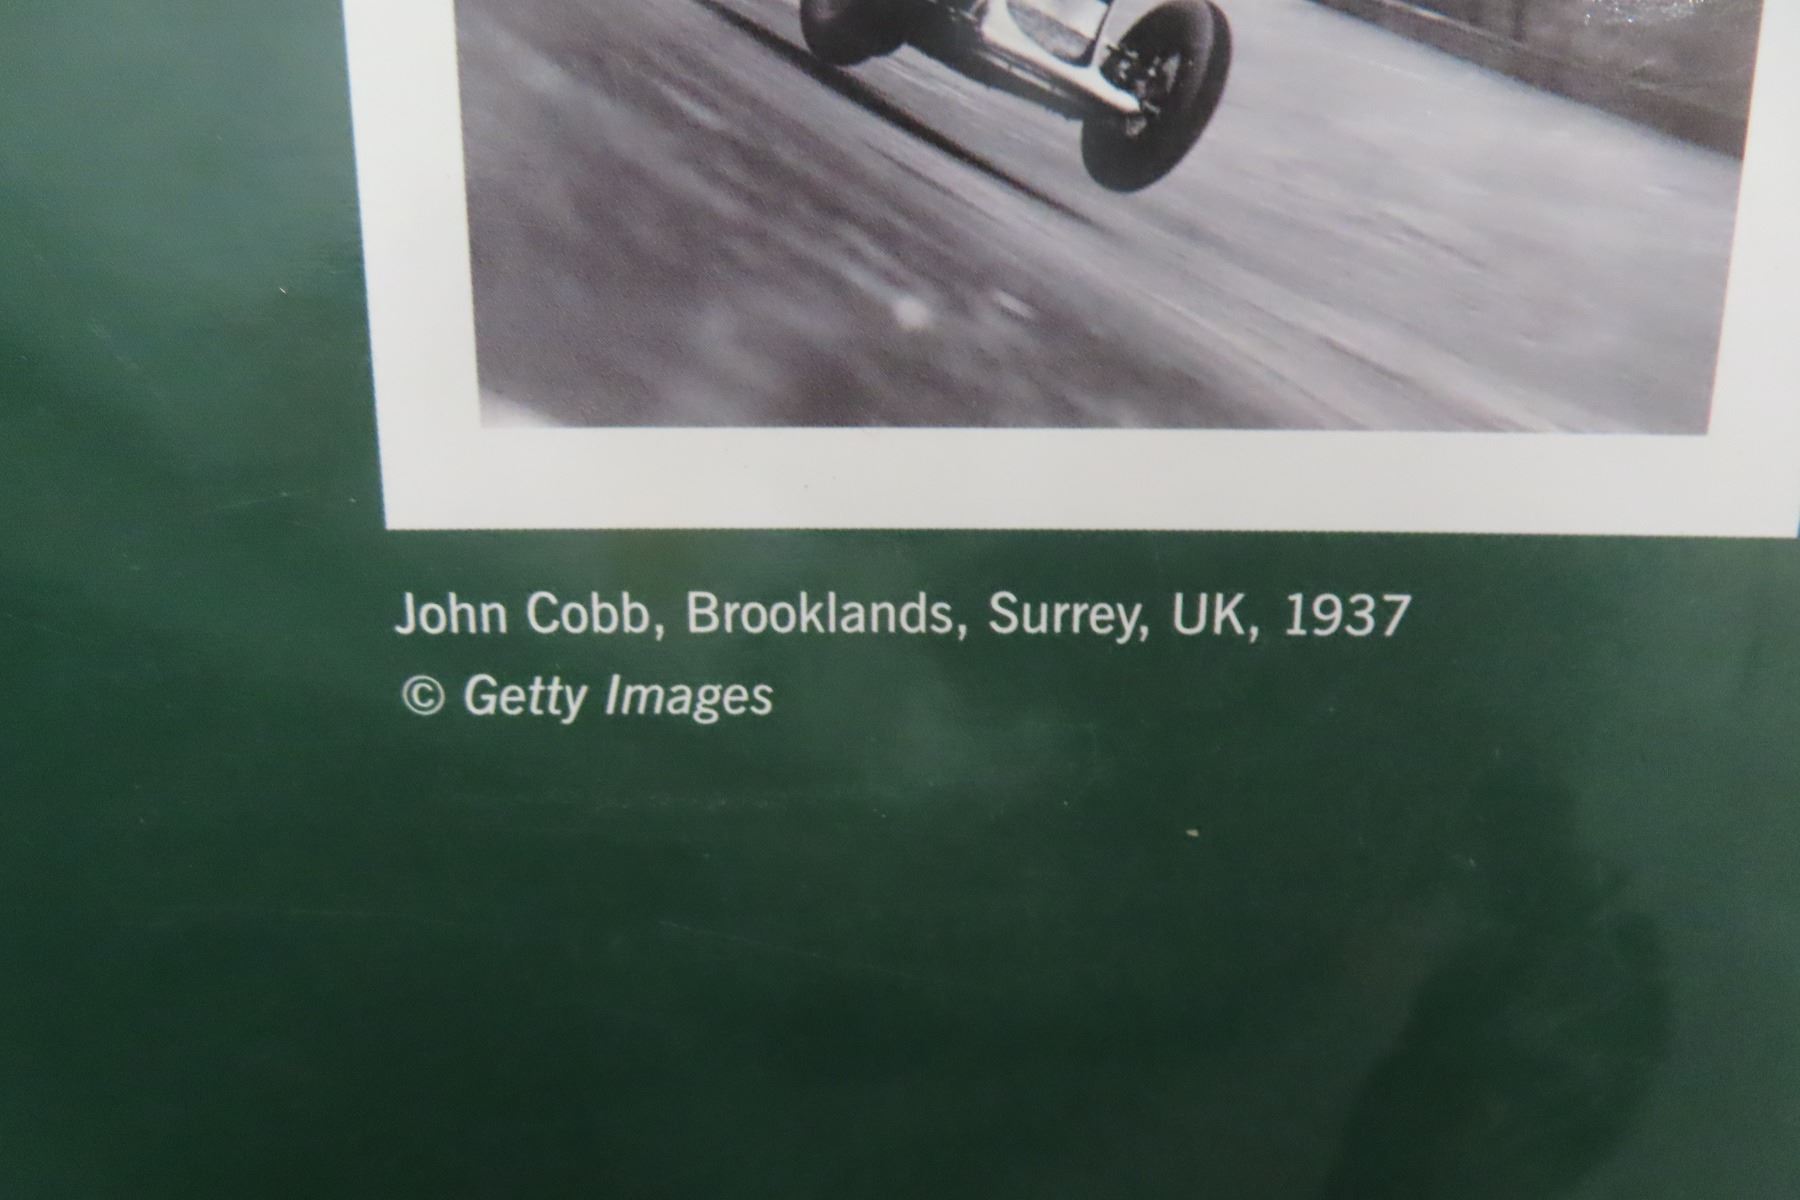 John Cobb, Brooklands, Surrey, UK, 1937
© Getty Images